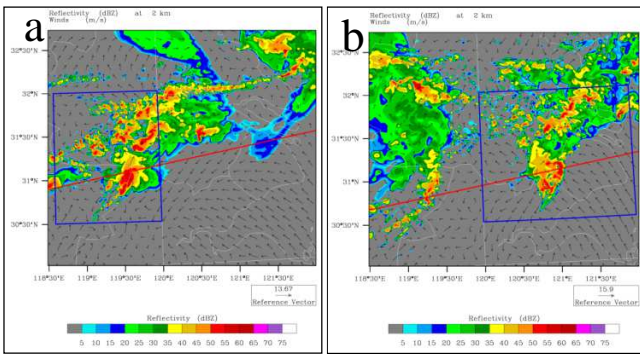 a
Reflectivity (dBZ) at 2 km
Winds (m/s)
32°30'N
32°N
31°30'N
31°N
30°30'N
118°30'E 119°E 119°30'E 120°E 120°30'E 121°E 121°30'E
13.67
Reference Vector
Reflectivity (dBZ)
5 10 15 20 25 30 35 40 45 50 55 60 65 70 75
b
Reflectivity (dBZ) at 2 km
Winds (m/s)
32°30'N
32°N
31°30'N
31°N
30°30'N
118°30'E 119°E 119°30'E 120°E 120°30'E 121°E 121°30'E
15.9
Reference Vector
Reflectivity (dBZ)
5 10 15 20 25 30 35 40 45 50 55 60 65 70 75